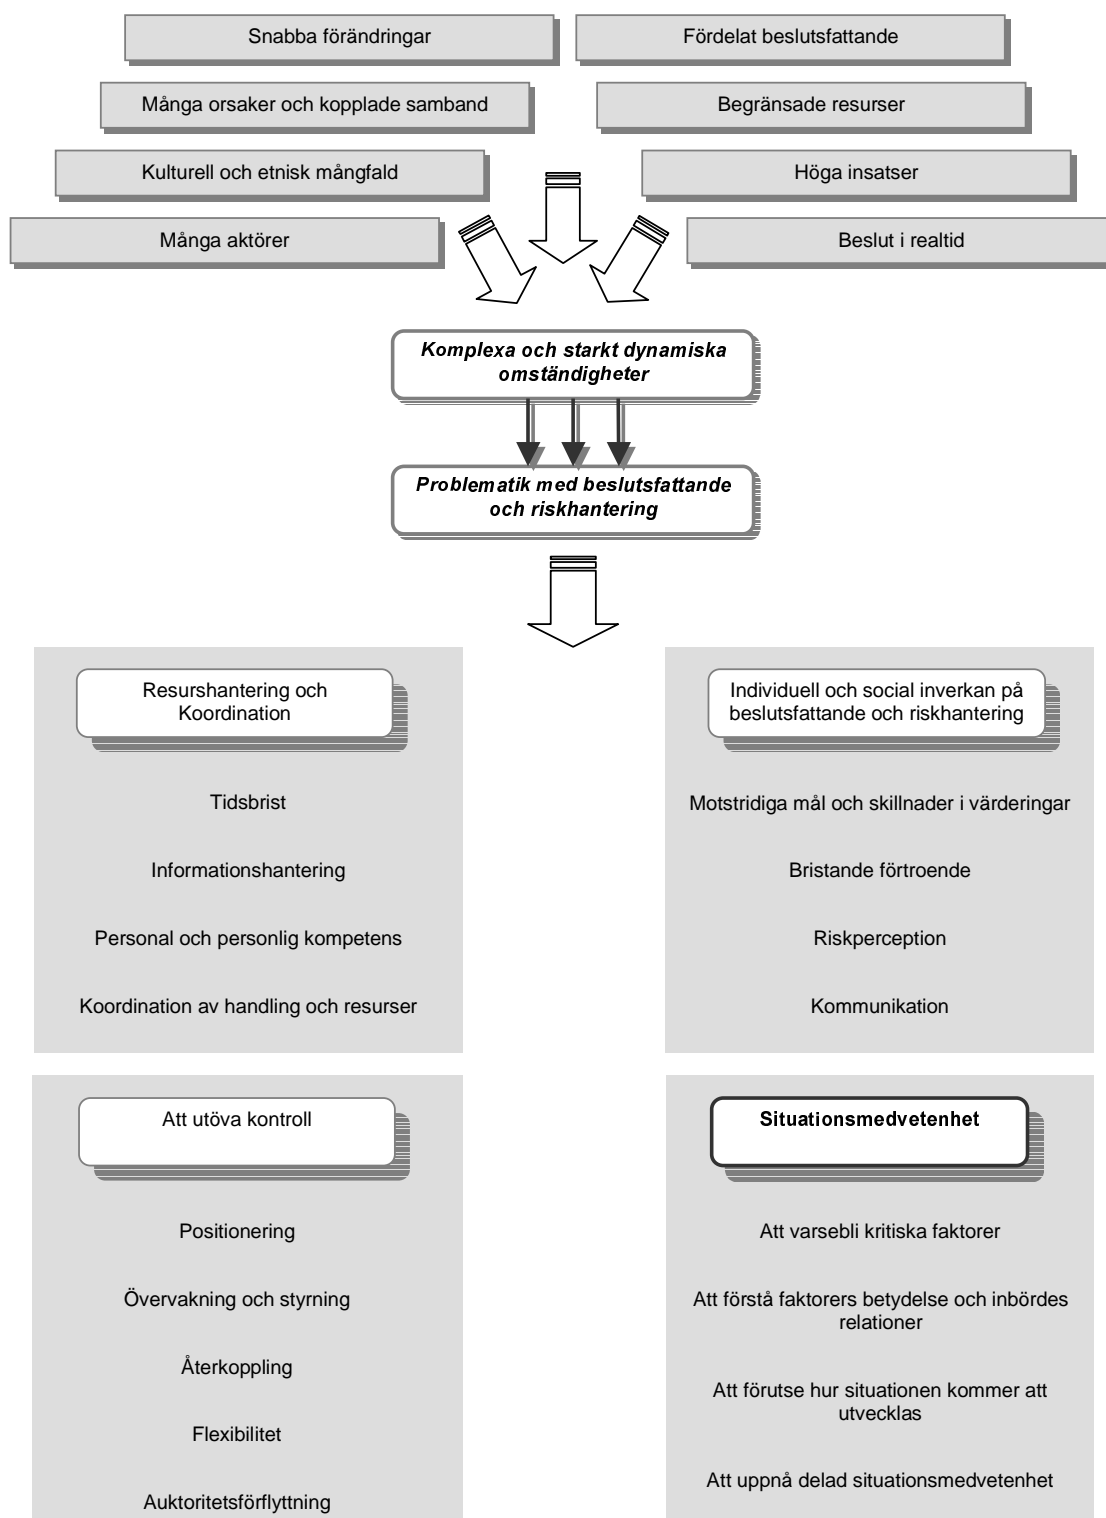 Snabba förändringar
Fördelat beslutsfattande
Många orsaker och kopplade samband
Begränsade resurser
Kulturell och etnisk mångfald
Höga insatser
Många aktörer
Beslut i realtid
Komplexa och starkt dynamiska
omständigheter
Problematik med beslutsfattande
och riskhantering
Resurshantering och
Koordination
Tidsbrist
Informationshantering
Personal och personlig kompetens
Koordination av handling och resurser
Individuell och social inverkan på
beslutsfattande och riskhantering
Motstridiga mål och skillnader i värderingar
Bristande förtroende
Riskperception
Kommunikation
Att utöva kontroll
Positionering
Övervakning och styrning
Återkoppling
Flexibilitet
Auktoritetsförflyttning
Situationsmedvetenhet
Att varsebli kritiska faktorer
Att förstå faktorers betydelse och inbördes
relationer
Att förutse hur situationen kommer att
utvecklas
Att uppnå delad situationsmedvetenhet